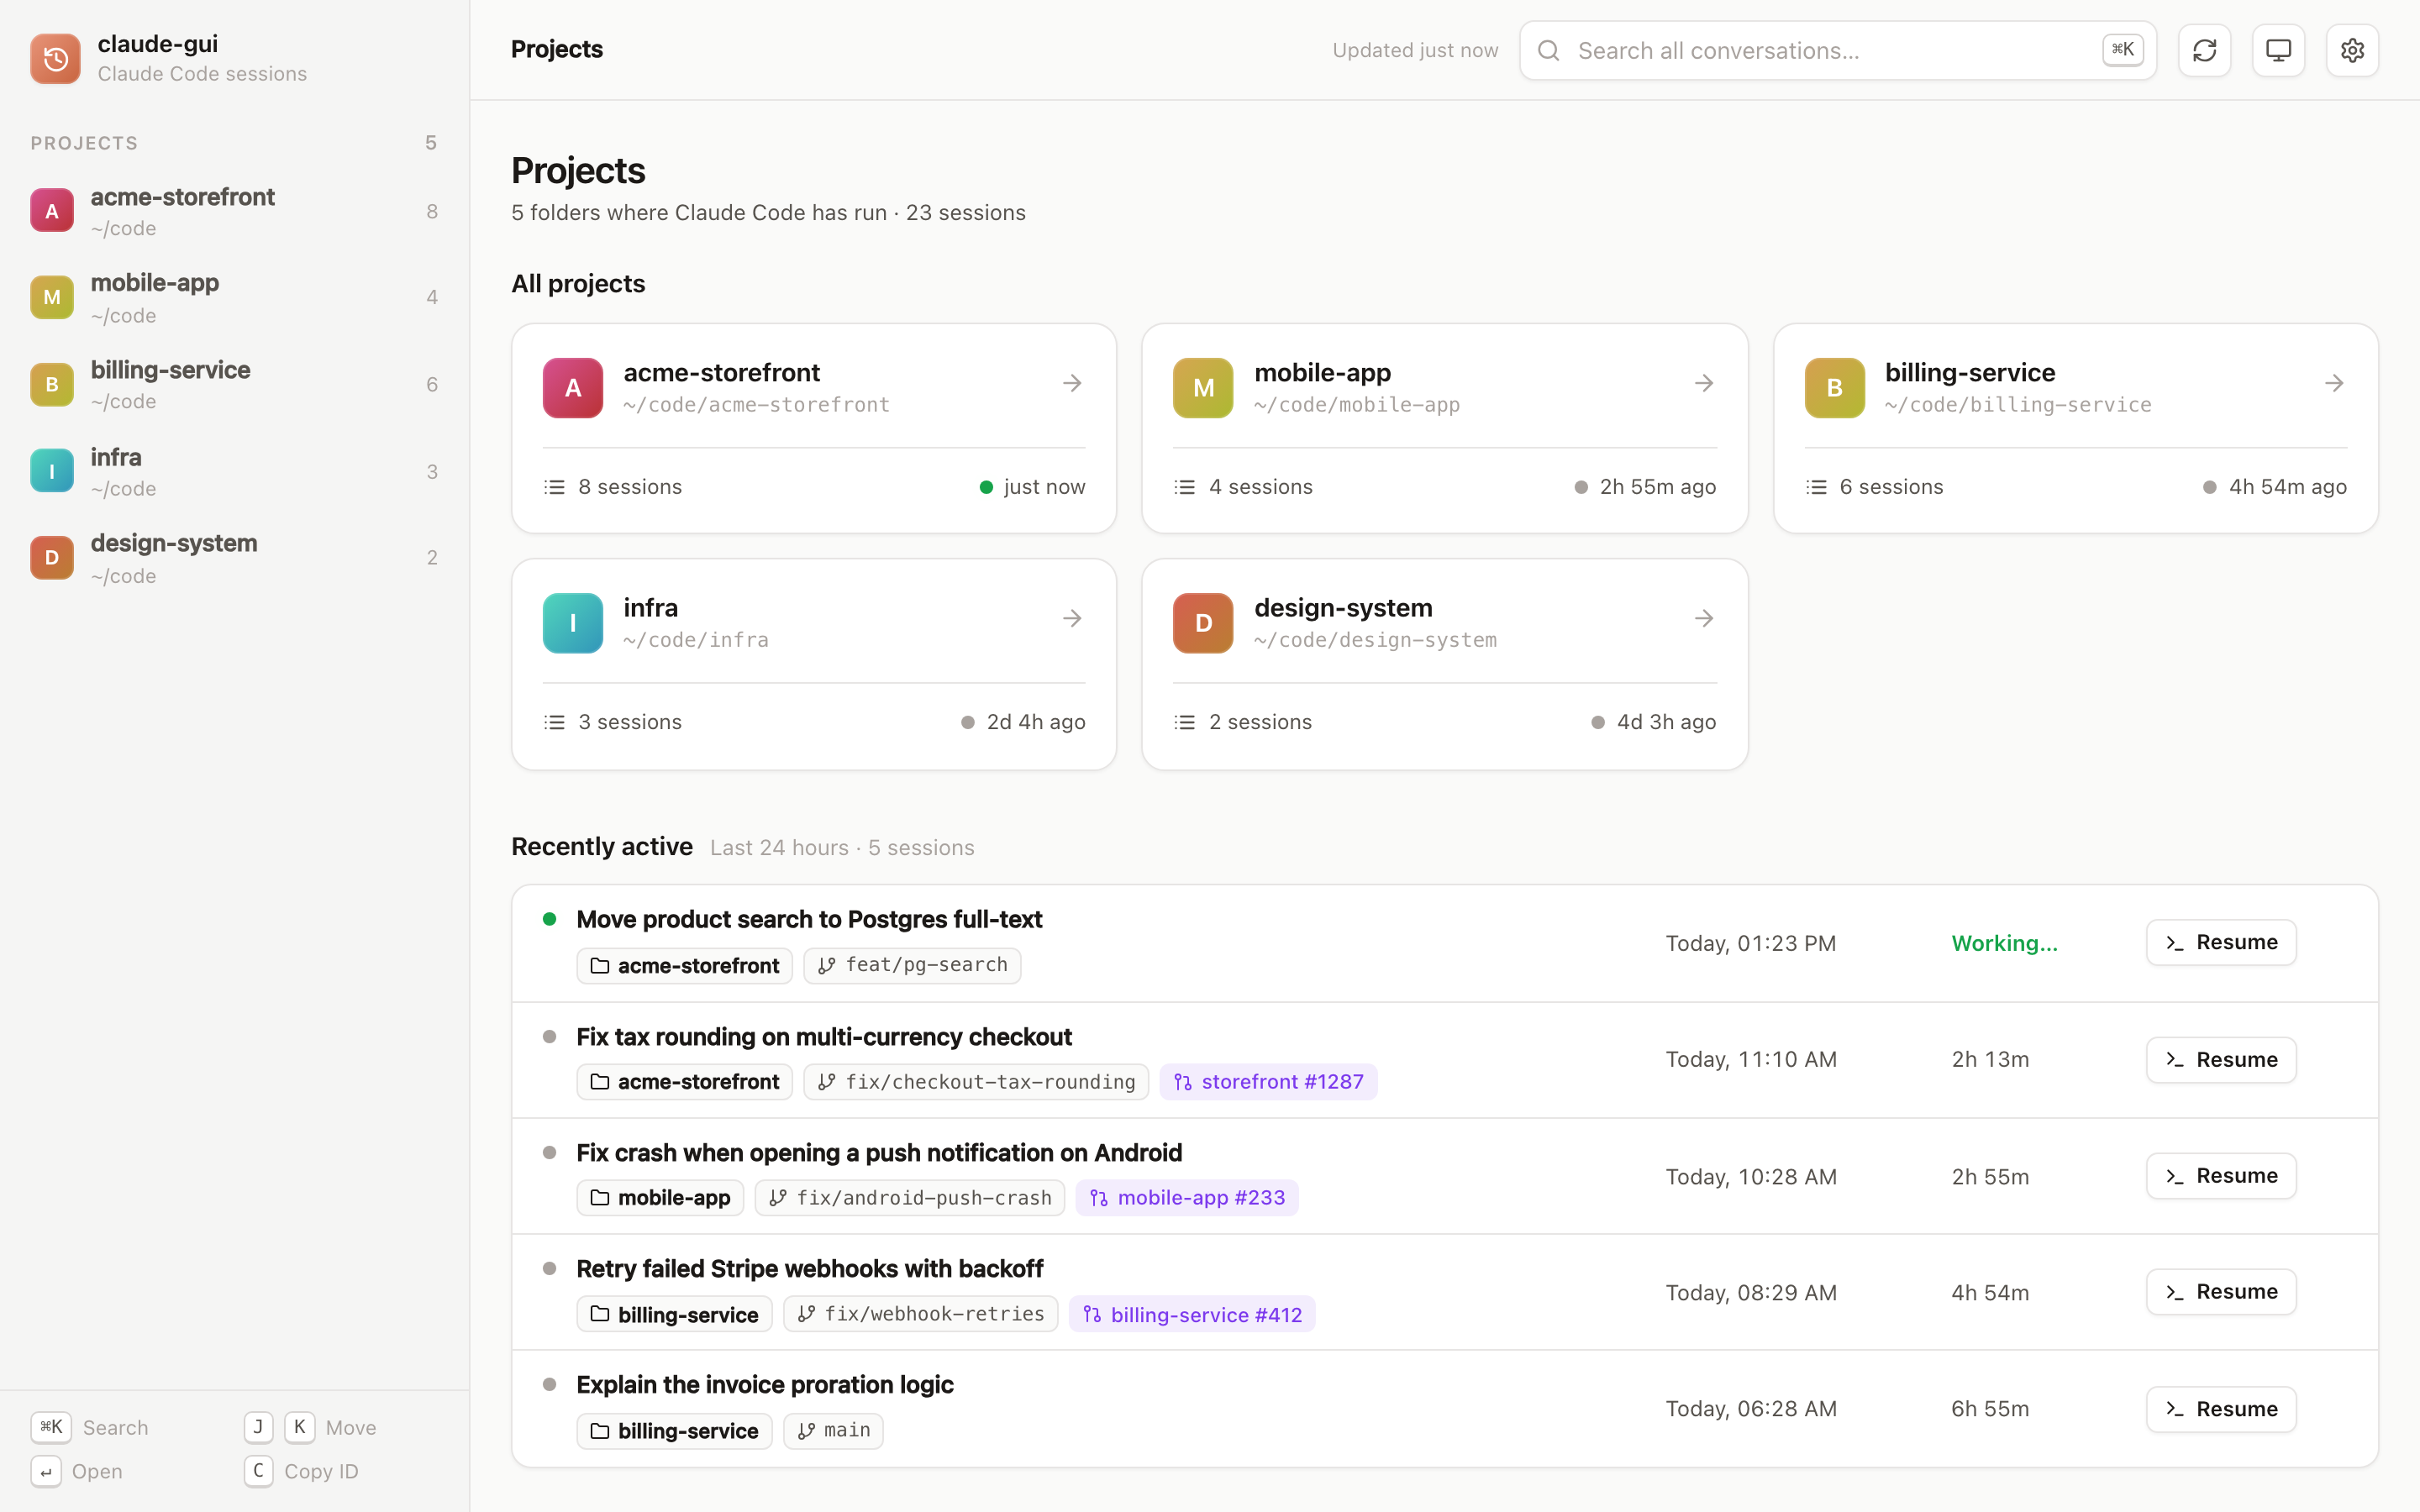 claude-gui
Claude Code sessions
PROJECTS 5
A acme-storefront 8
~/code
M mobile-app 4
~/code
B billing-service 6
~/code
I infra 3
~/code
D design-system 2
~/code
⌘K Search J K Move
↵ Open C Copy ID
Projects Updated just now Search all conversations... ⌘K
Projects
5 folders where Claude Code has run · 23 sessions
All projects
A acme-storefront
~/code/acme-storefront
8 sessions just now
M mobile-app
~/code/mobile-app
4 sessions 2h 55m ago
B billing-service
~/code/billing-service
6 sessions 4h 54m ago
I infra
~/code/infra
3 sessions 2d 4h ago
D design-system
~/code/design-system
2 sessions 4d 3h ago
Recently active Last 24 hours · 5 sessions
Move product search to Postgres full-text
acme-storefront feat/pg-search
Today, 01:23 PM Working... Resume
Fix tax rounding on multi-currency checkout
acme-storefront fix/checkout-tax-rounding storefront #1287
Today, 11:10 AM 2h 13m Resume
Fix crash when opening a push notification on Android
mobile-app fix/android-push-crash mobile-app #233
Today, 10:28 AM 2h 55m Resume
Retry failed Stripe webhooks with backoff
billing-service fix/webhook-retries billing-service #412
Today, 08:29 AM 4h 54m Resume
Explain the invoice proration logic
billing-service main
Today, 06:28 AM 6h 55m Resume